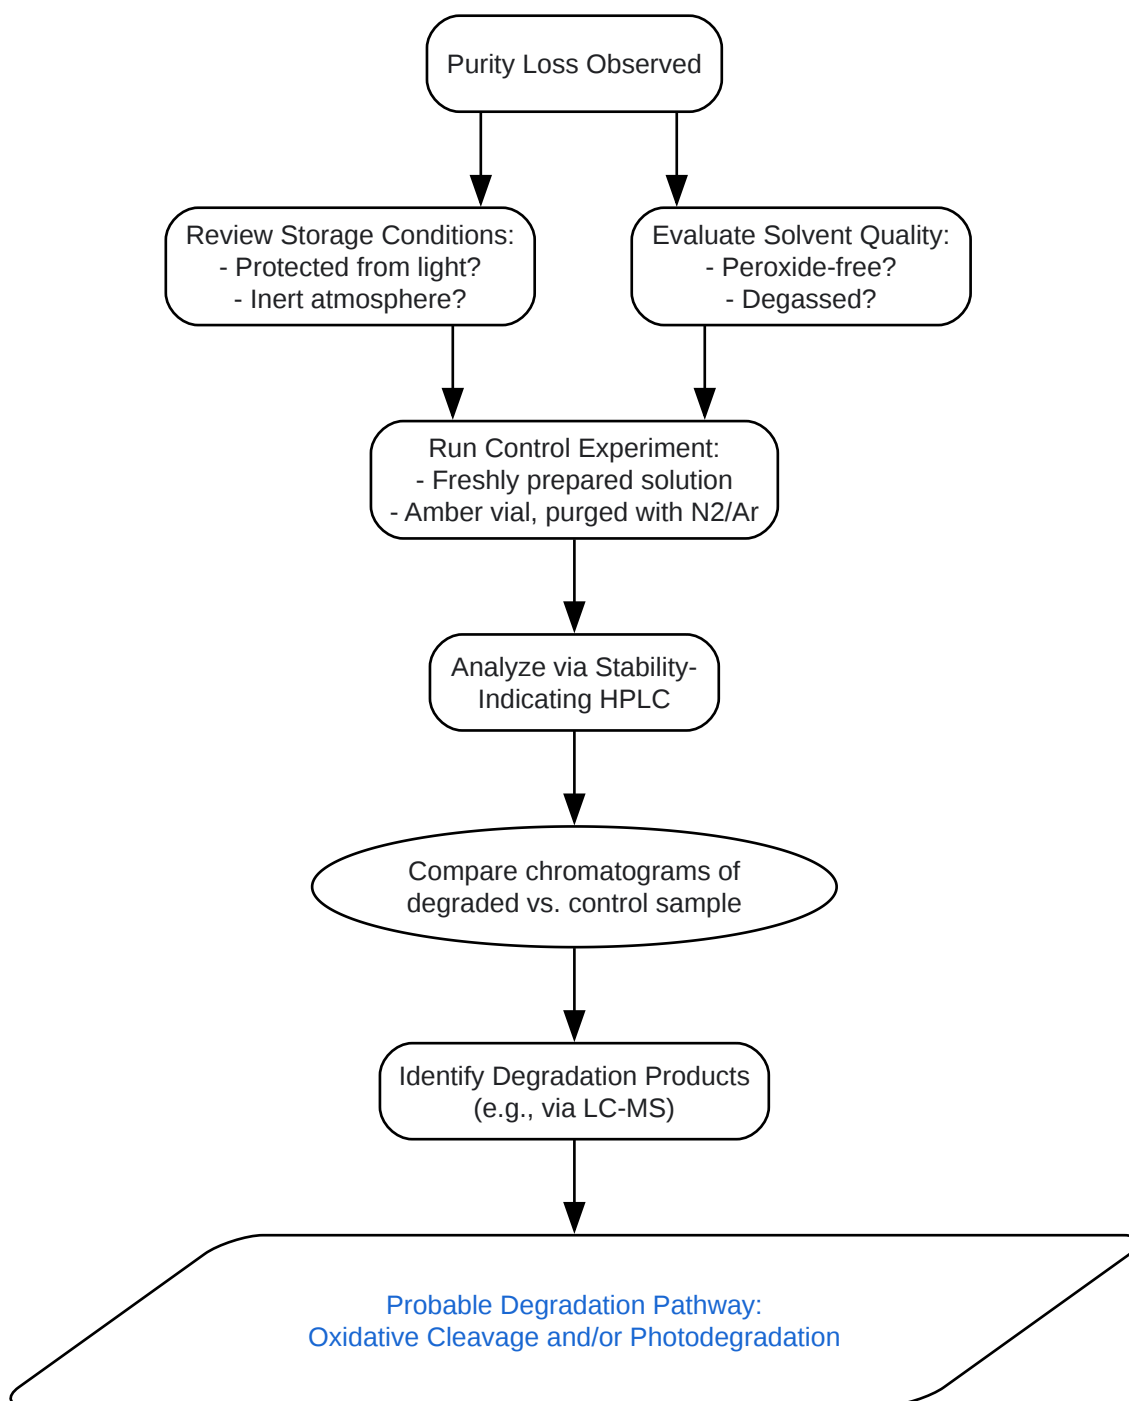 Purity Loss Observed
Review Storage Conditions:
- Protected from light?
- Inert atmosphere?
Evaluate Solvent Quality:
- Peroxide-free?
- Degassed?
Run Control Experiment:
- Freshly prepared solution
- Amber vial, purged with N2/Ar
Analyze via Stability-
Indicating HPLC
Compare chromatograms of
degraded vs. control sample
Identify Degradation Products
(e.g., via LC-MS)
Probable Degradation Pathway:
Oxidative Cleavage and/or Photodegradation